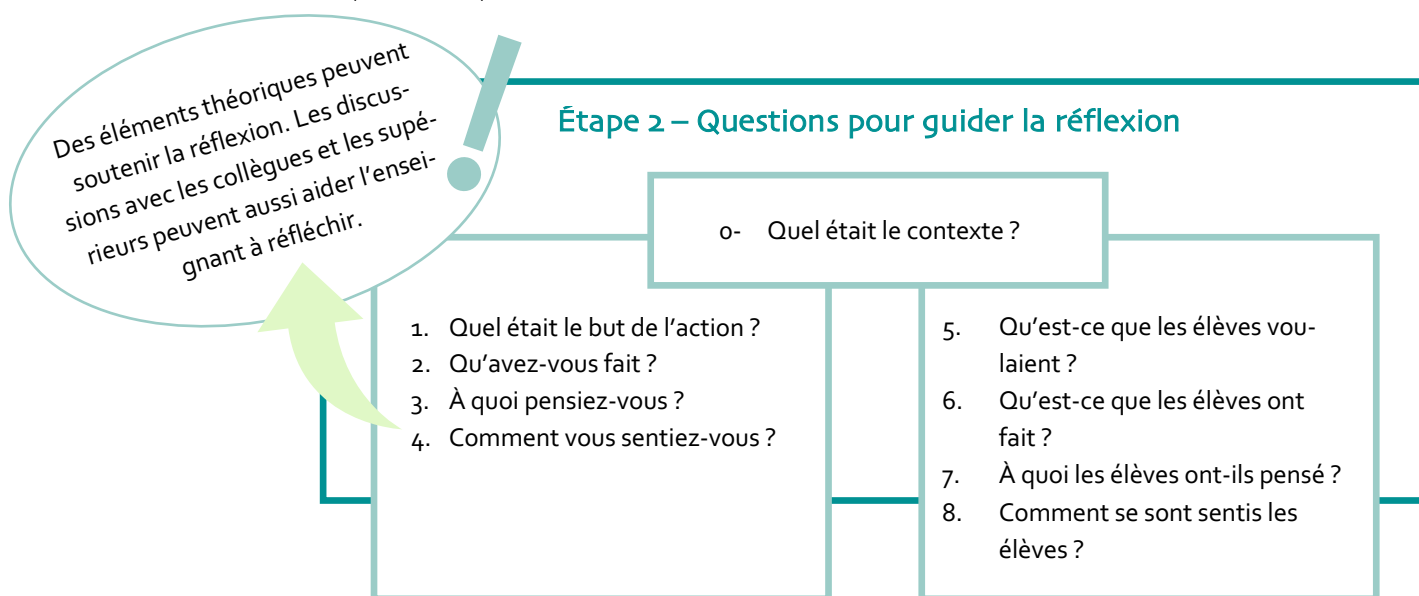 Des éléments théoriques peuvent
soutenir la réflexion. Les discus-
sions avec les collègues et les supé-
rieurs peuvent aussi aider l'ensei-
gnant à réfléchir.
Étape 2 – Questions pour guider la réflexion
0- Quel était le contexte ?
1. Quel était le but de l'action ?
2. Qu'avez-vous fait ?
3. À quoi pensiez-vous ?
4. Comment vous sentiez-vous ?
5. Qu'est-ce que les élèves vou-
laient ?
6. Qu'est-ce que les élèves ont
fait ?
7. À quoi les élèves ont-ils pensé ?
8. Comment se sont sentis les
élèves ?